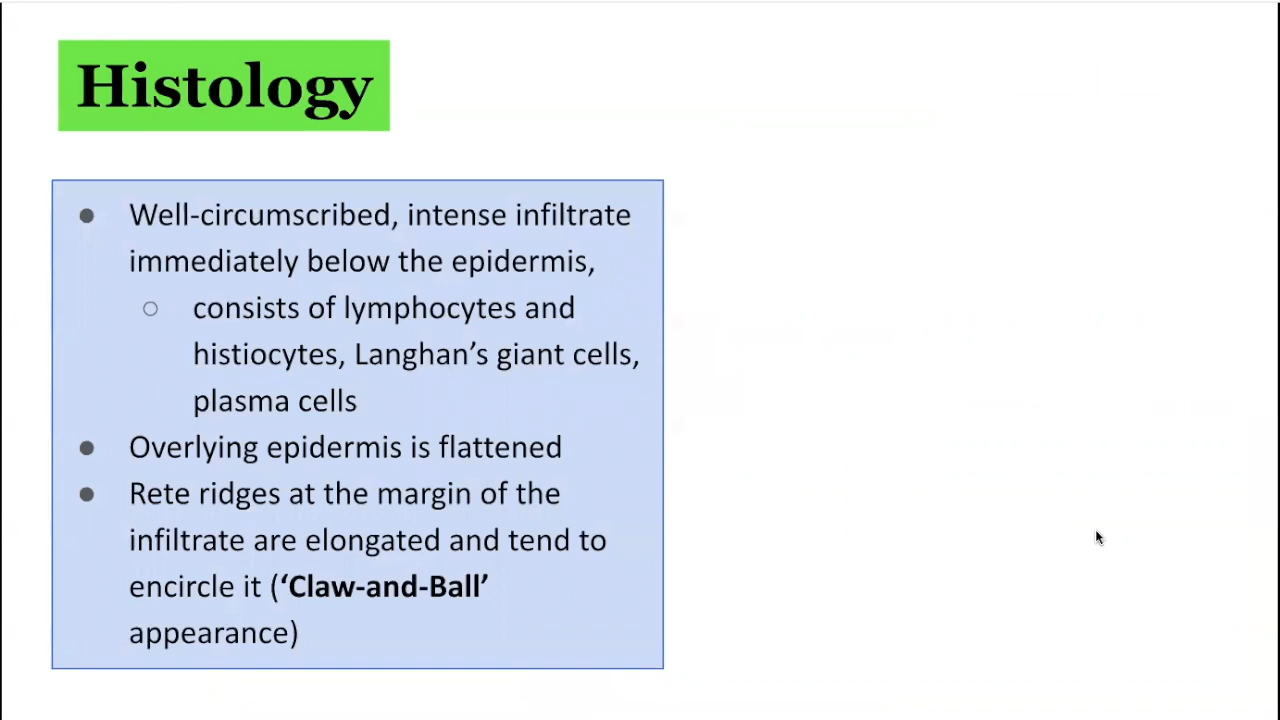 Histology
● Well-circumscribed, intense infiltrate
immediately below the epidermis,
○ consists of lymphocytes and
histiocytes, Langhan’s giant cells,
plasma cells
● Overlying epidermis is flattened
● Rete ridges at the margin of the
infiltrate are elongated and tend to
encircle it (‘Claw-and-Ball’
appearance)